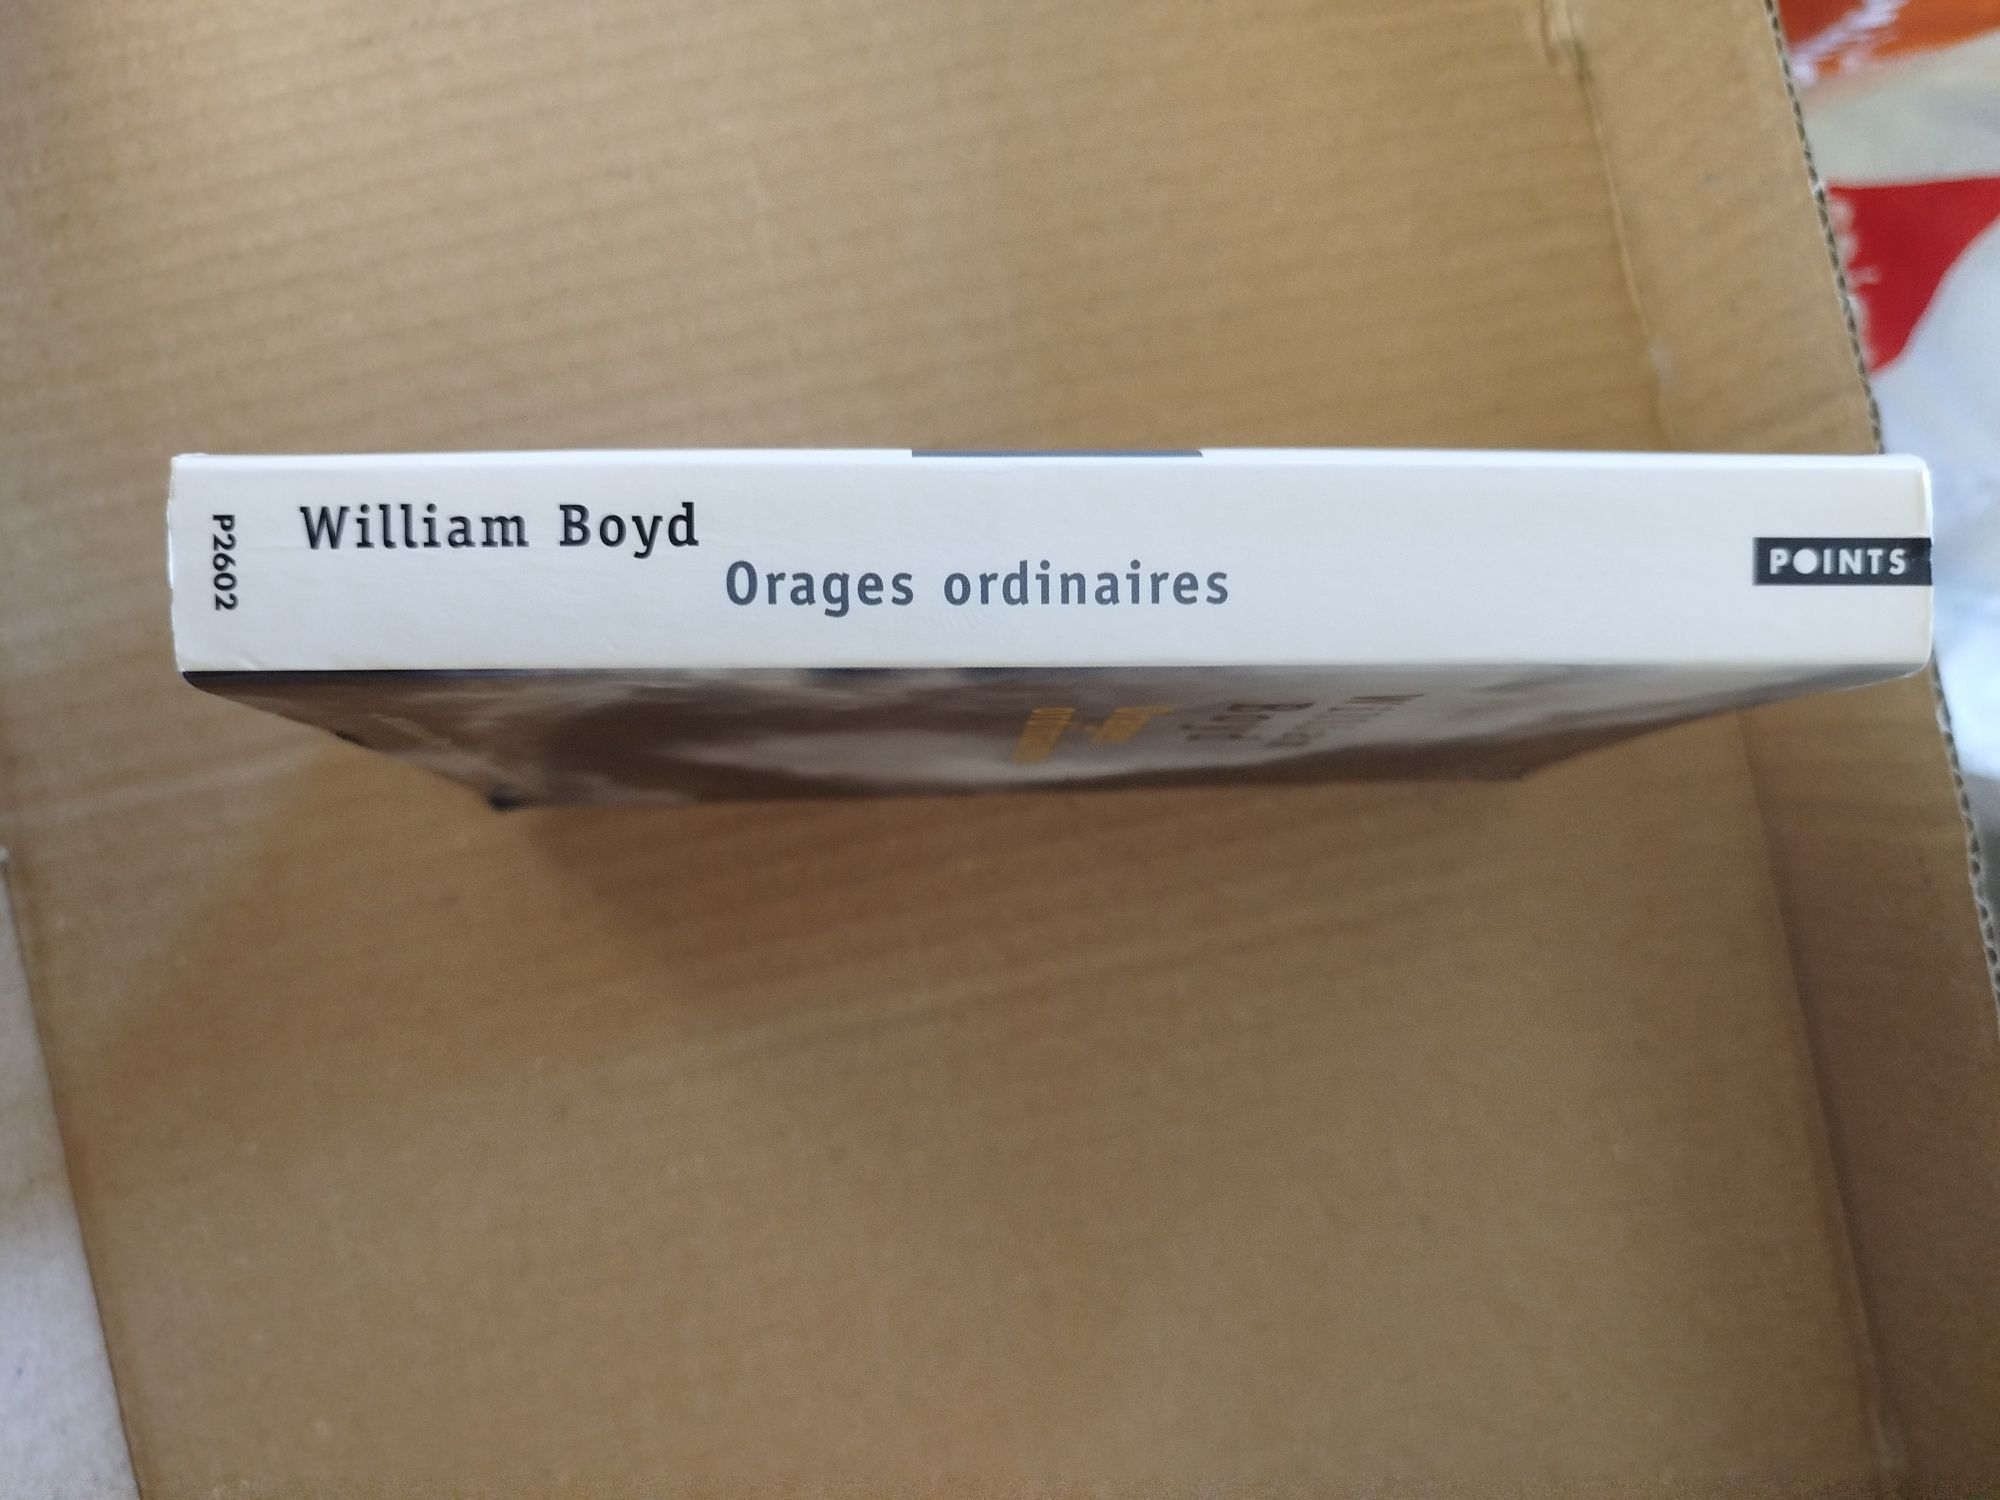 P2602
William Boyd
Orages ordinaires
POINTS